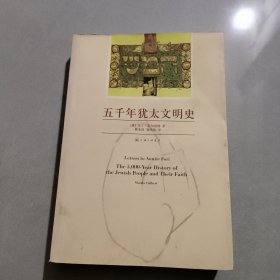 五千年犹太文明史
Letters to Auntie Fori
The 5,000-Year History of
the Jewish People and Their Faith
Martin Gilbert